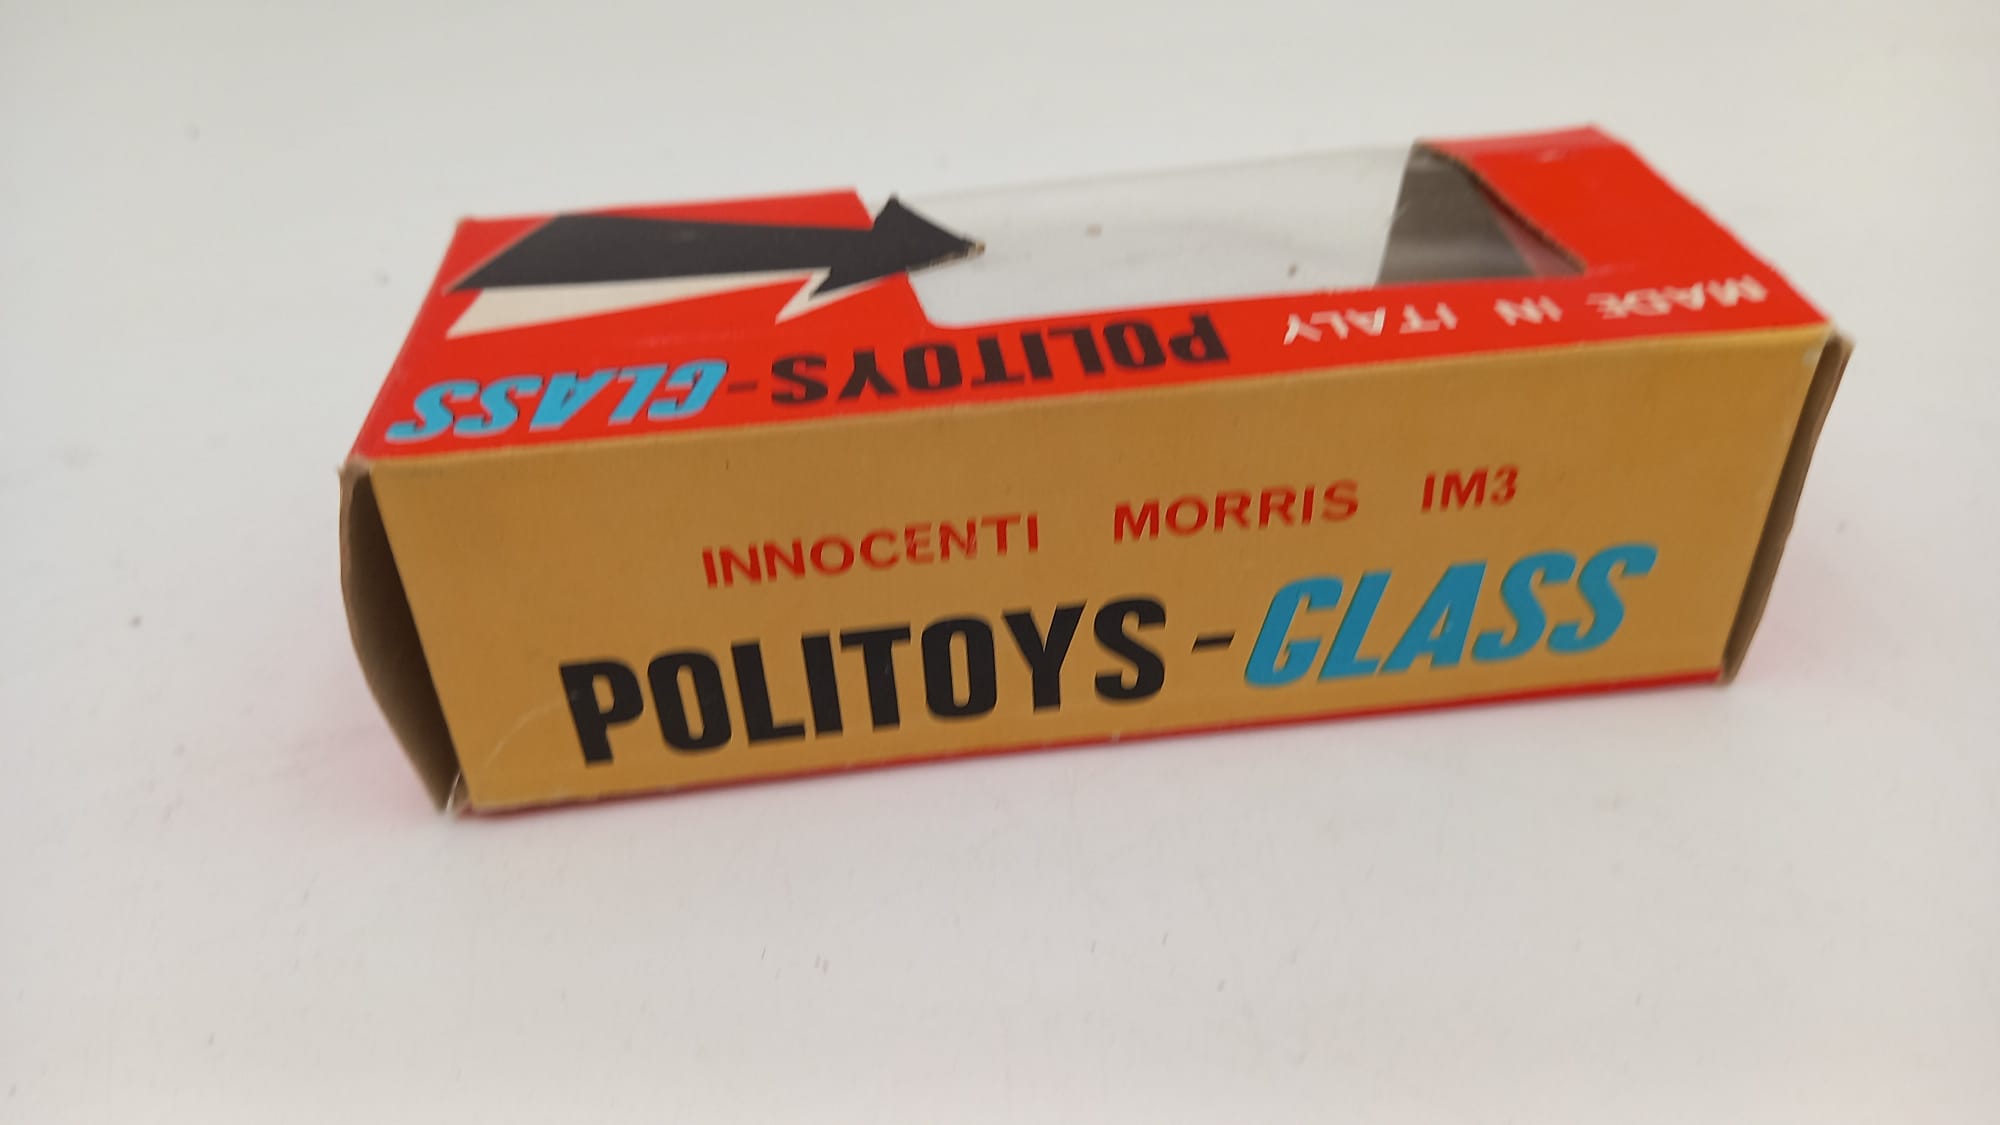 MADE IN ITALY
POLITOYS-GLASS
INNOCENTI MORRIS IM3
POLITOYS-GLASS